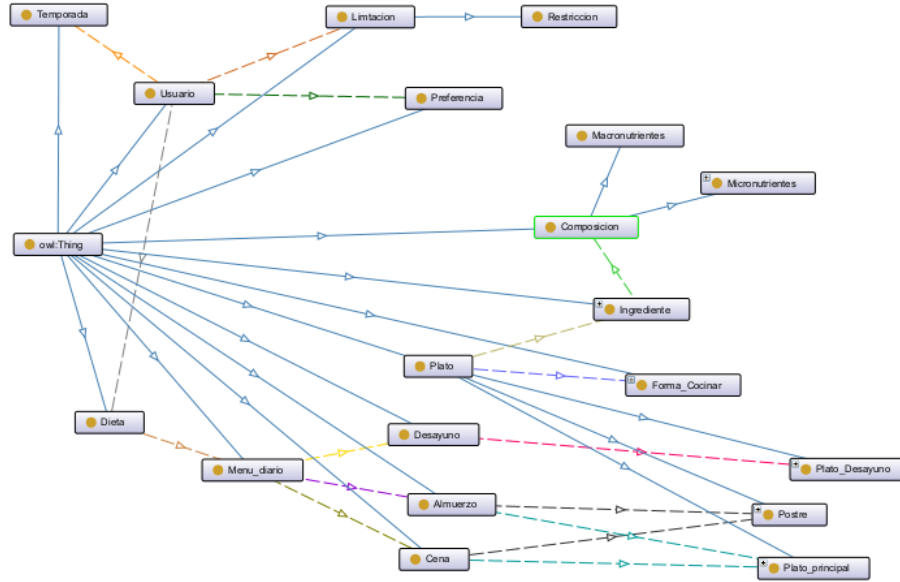 Temporada
Limtacion
Restriccion
Usuario
Preferencia
Macronutrientes
Micronutrientes
Composicion
owl:Thing
Ingrediente
Plato
Forma_Cocinar
Dieta
Desayuno
Menu_diario
Plato_Desayuno
Almuerzo
Postre
Cena
Plato_principal